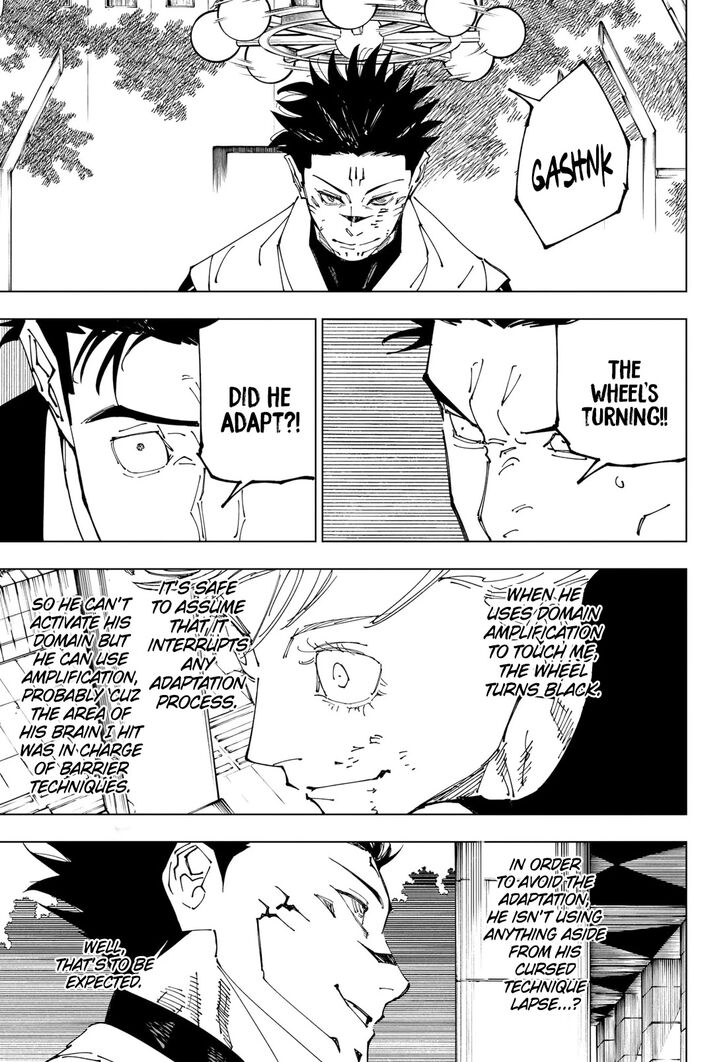 GASHNK
THE
WHEEL'S
TURNING!!
DID HE
ADAPT?!
WHEN HE
USES DOMAIN
AMPLIFICATION
TO TOUCH ME,
THE WHEEL
TURNS BLACK.
IT'S SAFE
TO ASSUME
THAT IT
INTERRUPTS
ANY
ADAPTATION
PROCESS.
SO HE CAN'T
ACTIVATE HIS
DOMAIN BUT
HE CAN USE
AMPLIFICATION,
PROBABLY CUZ
THE AREA OF
HIS BRAIN I HIT
WAS IN CHARGE
OF BARRIER
TECHNIQUES.
IN ORDER
TO AVOID THE
ADAPTATION,
HE ISN'T USING
ANYTHING ASIDE
FROM HIS
CURSED
TECHNIQUE
LAPSE...?
WELL,
THAT'S TO BE
EXPECTED.